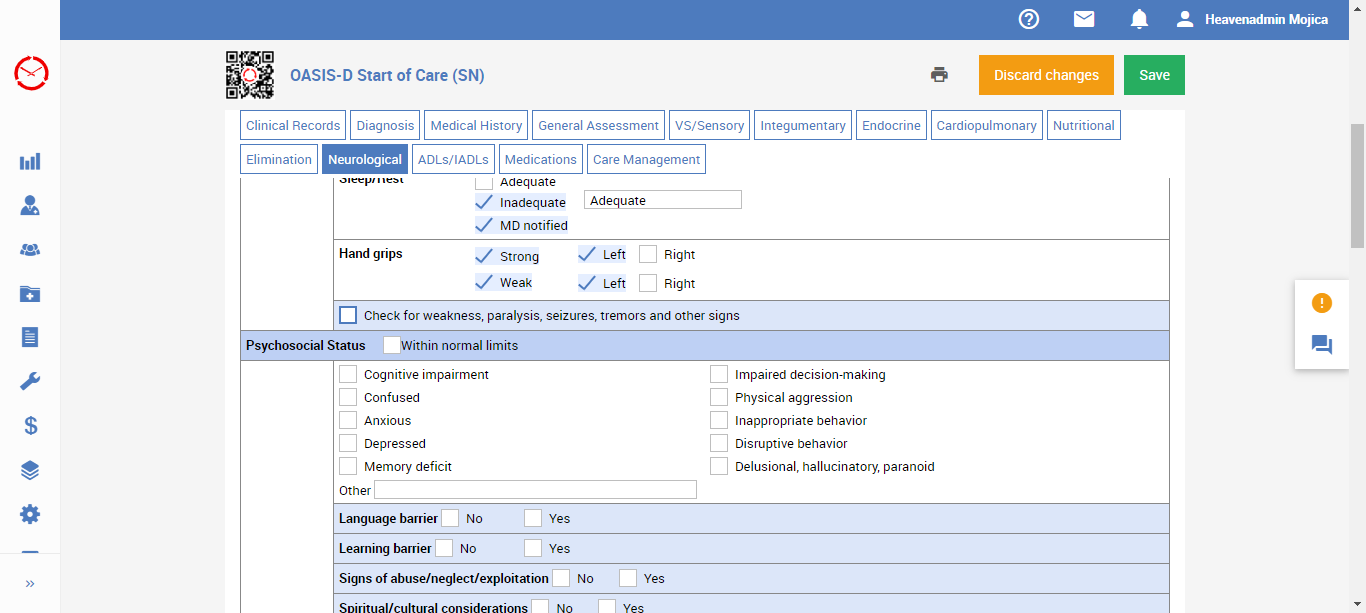 Heavenadmin Mojica
OASIS-D Start of Care (SN)
Discard changes
Save
Clinical Records
Diagnosis
Medical History
General Assessment
VS/Sensory
Integumentary
Endocrine
Cardiopulmonary
Nutritional
Elimination
Neurological
ADLs/IADLs
Medications
Care Management
Sleep/Rest
Adequate
Inadequate
Adequate
MD notified
Hand grips
Strong
Left
Right
Weak
Left
Right
Check for weakness, paralysis, seizures, tremors and other signs
Psychosocial Status
Within normal limits
Cognitive impairment
Impaired decision-making
Confused
Physical aggression
Anxious
Inappropriate behavior
Depressed
Disruptive behavior
Memory deficit
Delusional, hallucinatory, paranoid
Other
Language barrier
No
Yes
Learning barrier
No
Yes
Signs of abuse/neglect/exploitation
No
Yes
Spiritual/cultural considerations
No
Yes